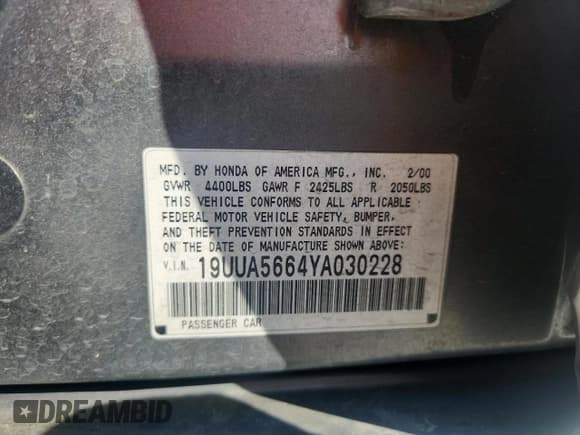 MFD. BY HONDA OF AMERICA MFG., INC. 2/00
GVWR 4400LBS GAWR F 2425LBS R 2050LBS
THIS VEHICLE CONFORMS TO ALL APPLICABLE
FEDERAL MOTOR VEHICLE SAFETY, BUMPER,
AND THEFT PREVENTION STANDARDS IN EFFECT
ON THE DATE OF MANUFACTURE SHOWN ABOVE:
V.I.N. 19UUA5664YA030228
PASSENGER CAR
DREAMBID